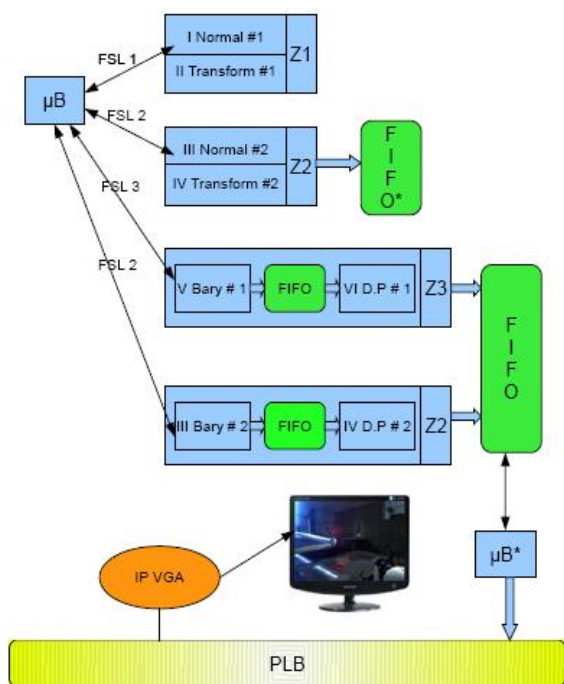 FSL 1
I Normal #1
II Transform #1
Z1
µB
FSL 2
III Normal #2
IV Transform #2
Z2
F
I
F
O*
FSL 3
FSL 2
V Bary # 1
FIFO
VI D.P # 1
Z3
F
I
F
O
III Bary # 2
FIFO
IV D.P # 2
Z2
IP VGA
µB*
PLB